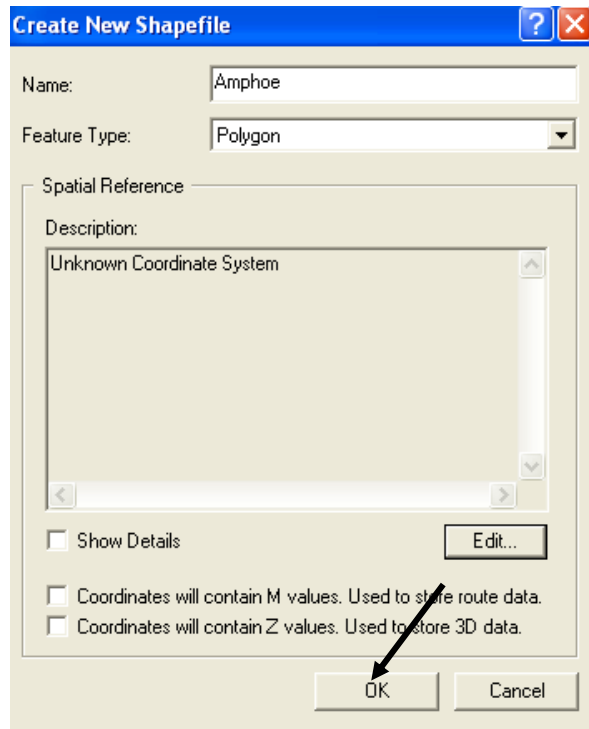 Create New Shapefile
Name: Amphoe
Feature Type: Polygon
Spatial Reference
Description:
Unknown Coordinate System
Show Details
Edit...
Coordinates will contain M values. Used to store route data.
Coordinates will contain Z values. Used to store 3D data.
OK Cancel